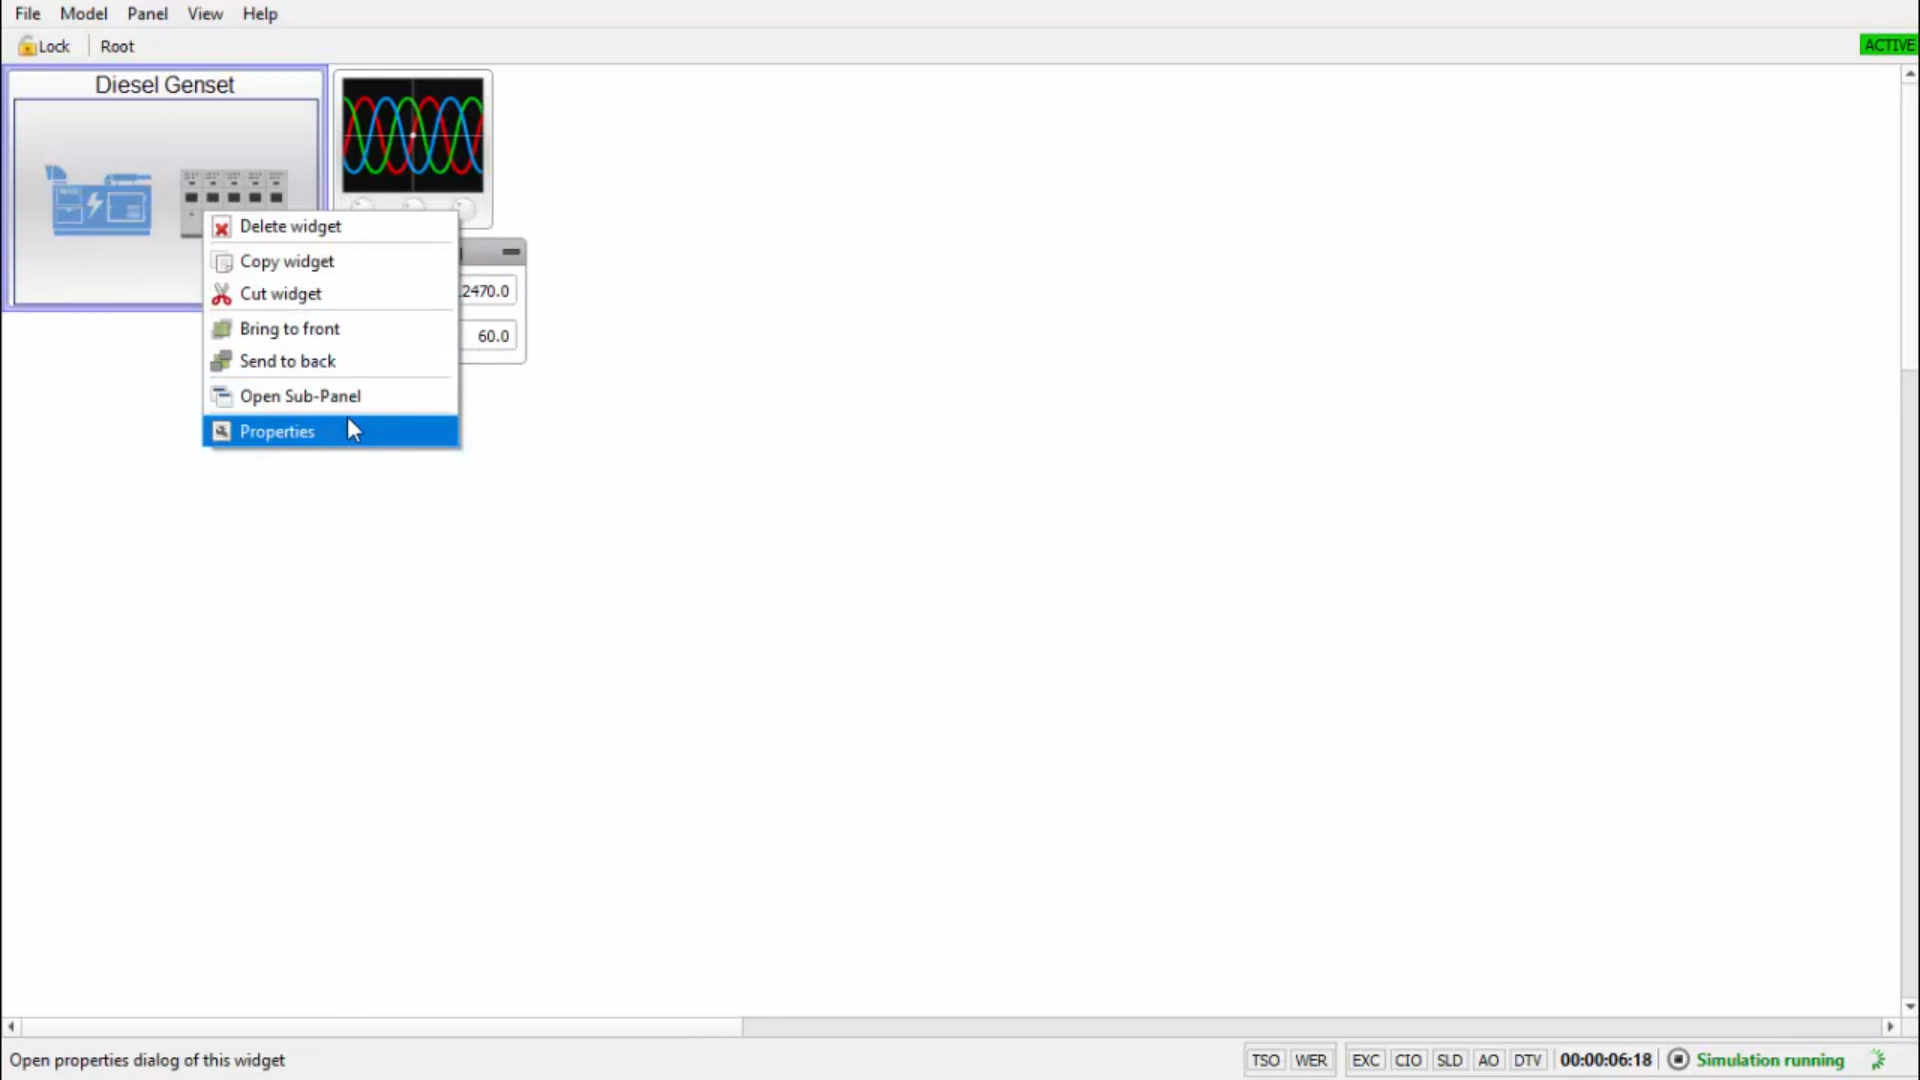 File Model Panel View Help
Lock Root ACTIVE
Diesel Genset
Delete widget
Copy widget
Cut widget
2470.0
Bring to front
60.0
Send to back
Open Sub-Panel
Properties
Open properties dialog of this widget TSO WER EXC CIO SLD AO DTV 00:00:06:18 Simulation running